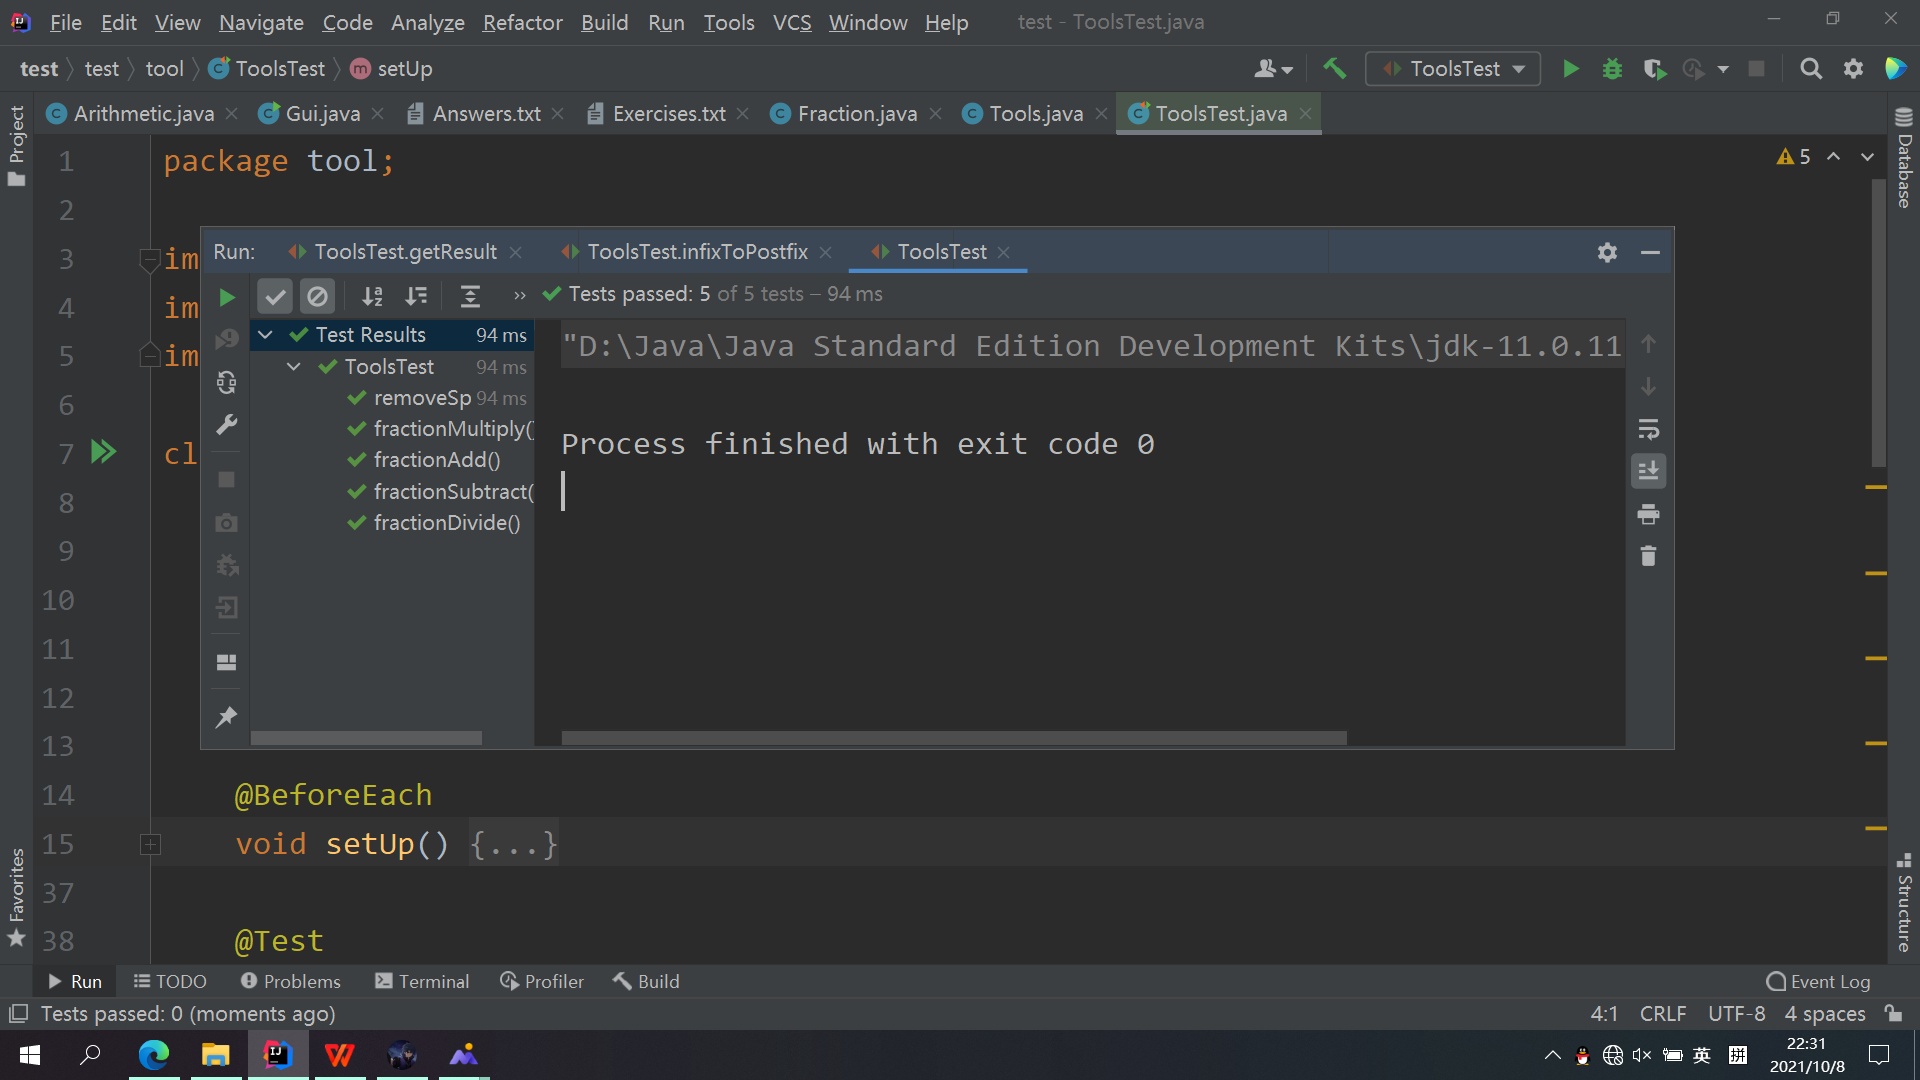 File Edit View Navigate Code Analyze Refactor Build Run Tools VCS Window Help test - ToolsTest.java
test test tool ToolsTest m setUp ToolsTest
Arithmetic.java Gui.java Answers.txt Exercises.txt Fraction.java Tools.java ToolsTest.java
Project
Database
1 package tool;
5
2
3 im
4 im
5 im
6
7 cl
8
9
10
11
12
13
Run: ToolsTest.getResult ToolsTest.infixToPostfix ToolsTest
Tests passed: 5 of 5 tests – 94 ms
Test Results 94 ms
ToolsTest 94 ms
removeSp 94 ms
fractionMultiply()
fractionAdd()
fractionSubtract(
fractionDivide()
"D:\Java\Java Standard Edition Development Kits\jdk-11.0.11
Process finished with exit code 0
14 @BeforeEach
15 void setUp() {...}
37
38 @Test
Favorites
Structure
Run TODO Problems Terminal Profiler Build Event Log
Tests passed: 0 (moments ago) 4:1 CRLF UTF-8 4 spaces
英 拼 22:31
2021/10/8